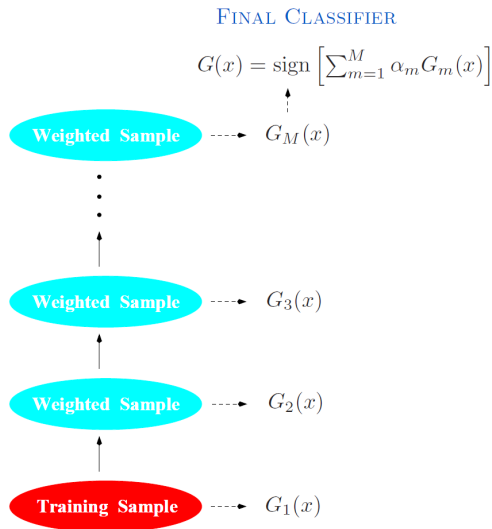 FINAL CLASSIFIER
G(x) = sign [∑_{m=1}^{M} α_m G_m(x)]
Weighted Sample G_M(x)
Weighted Sample G_3(x)
Weighted Sample G_2(x)
Training Sample G_1(x)